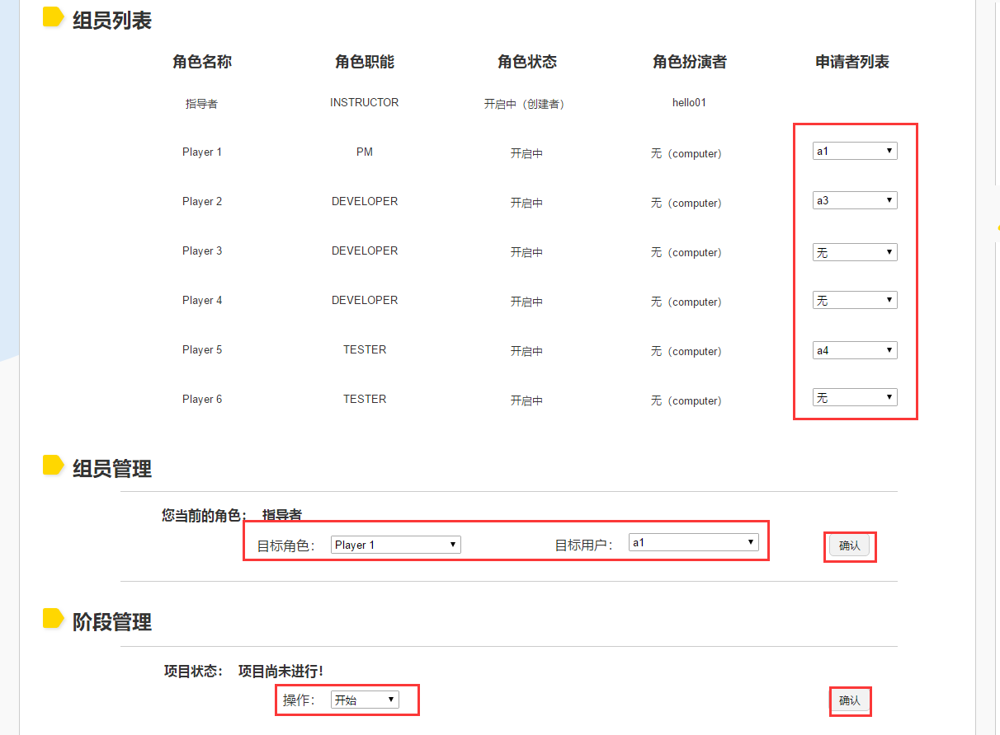 组员列表
角色名称 角色职能 角色状态 角色扮演者 申请者列表
指导者 INSTRUCTOR 开启中（创建者） hello01
Player 1 PM 开启中 无（computer） a1
Player 2 DEVELOPER 开启中 无（computer） a3
Player 3 DEVELOPER 开启中 无（computer） 无
Player 4 DEVELOPER 开启中 无（computer） 无
Player 5 TESTER 开启中 无（computer） a4
Player 6 TESTER 开启中 无（computer） 无
组员管理
您当前的角色： 指导者
目标角色： Player 1 目标用户： a1 确认
阶段管理
项目状态： 项目尚未进行！
操作： 开始 确认